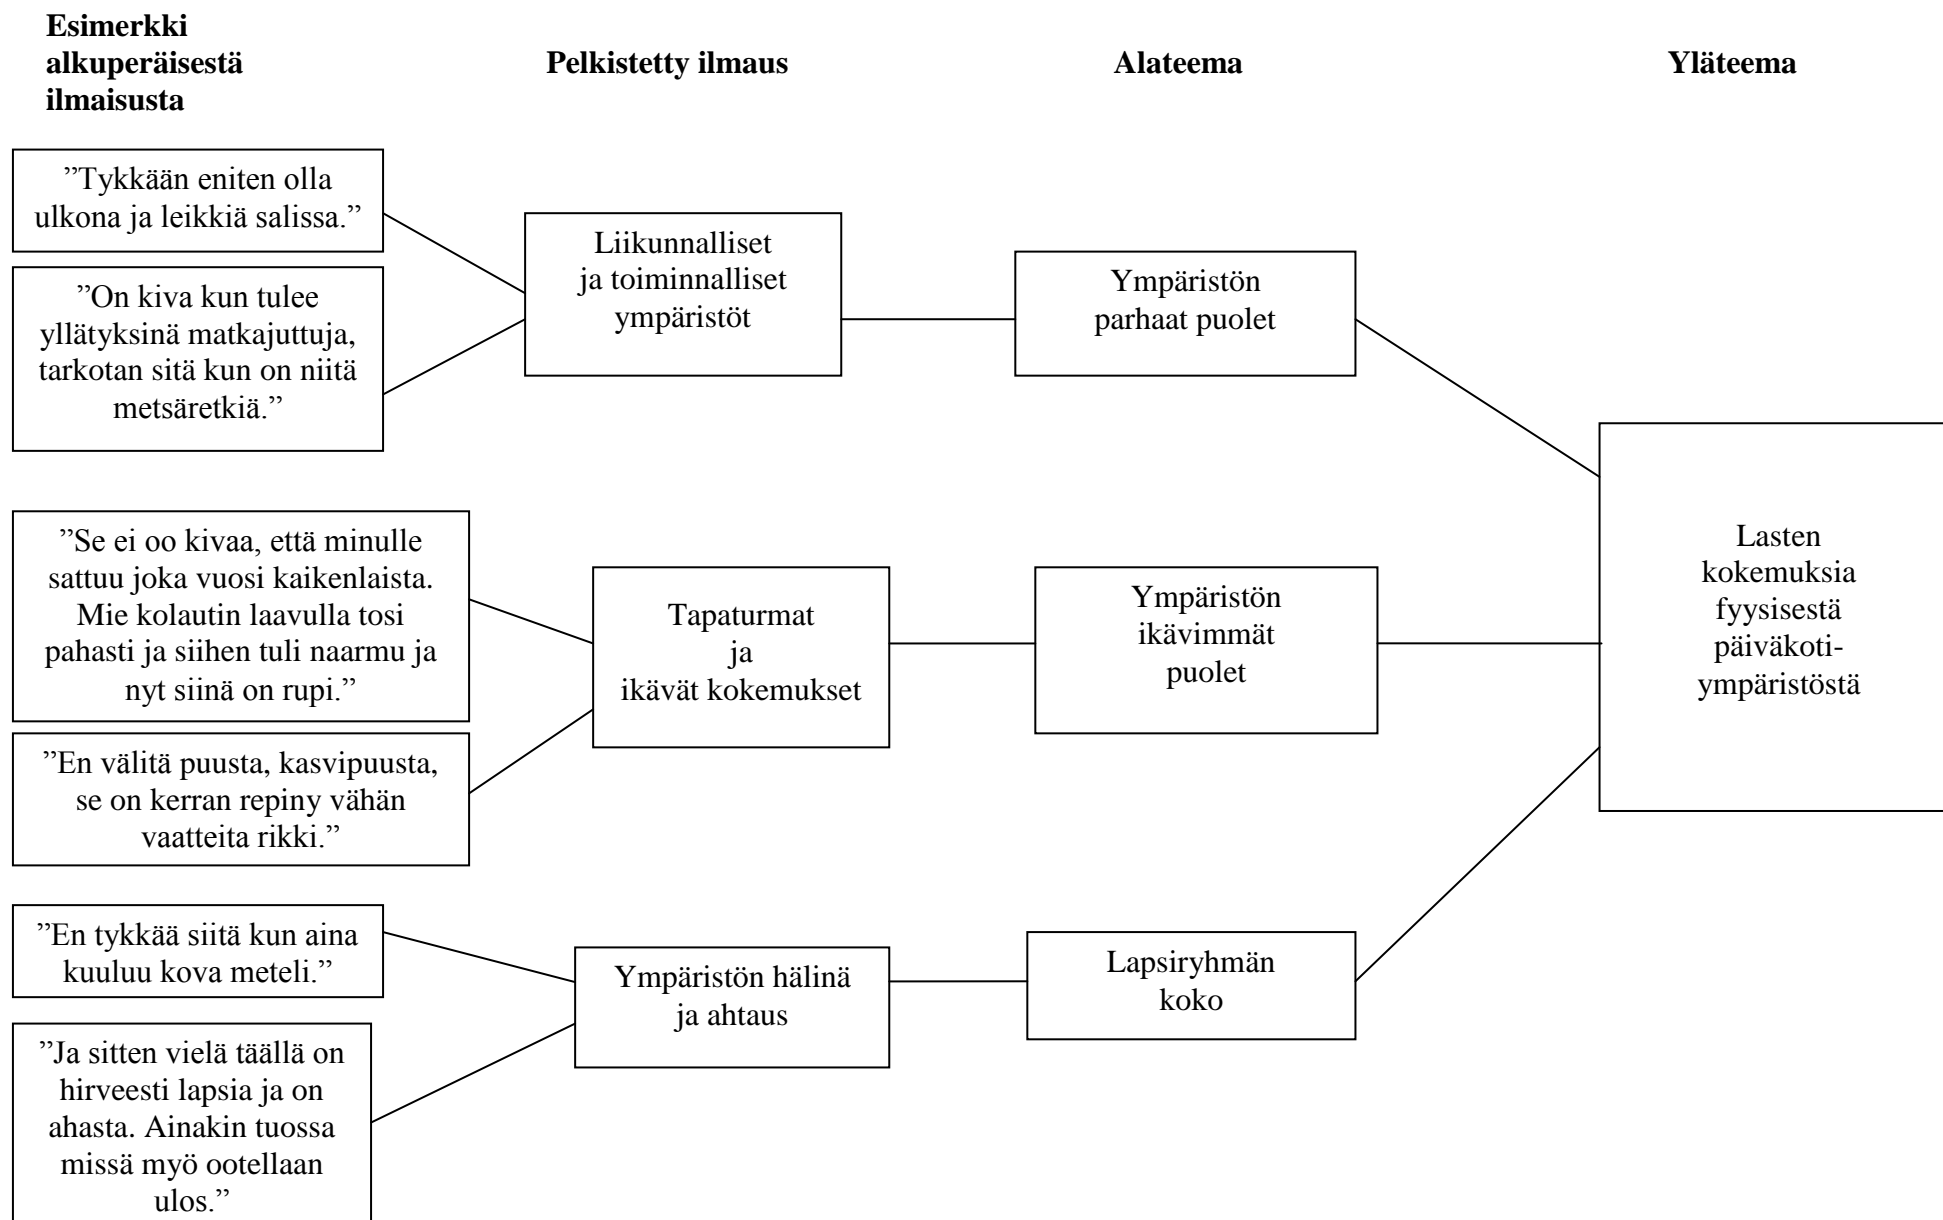 Esimerkki
alkuperäisestä
ilmaisusta
Pelkistetty ilmaus
Alateema
Yläteema
”Tykkään eniten olla
ulkona ja leikkiä salissa.”
”On kiva kun tulee
yllätyksinä matkajuttuja,
tarkotan sitä kun on niitä
metsäretkiä.”
Liikunnalliset
ja toiminnalliset
ympäristöt
Ympäristön
parhaat puolet
”Se ei oo kivaa, että minulle
sattuu joka vuosi kaikenlaista.
Mie kolautin laavulla tosi
pahasti ja siihen tuli naarmu ja
nyt siinä on rupi.”
”En välitä puusta, kasvipuusta,
se on kerran repiny vähän
vaatteita rikki.”
Tapaturmat
ja
ikävät kokemukset
Ympäristön
ikävimmät
puolet
Lasten
kokemuksia
fyysisestä
päiväkoti-
ympäristöstä
”En tykkää siitä kun aina
kuuluu kova meteli.”
”Ja sitten vielä täällä on
hirveesti lapsia ja on
ahasta. Ainakin tuossa
missä myö ootellaan
ulos.”
Ympäristön hälinä
ja ahtaus
Lapsiryhmän
koko